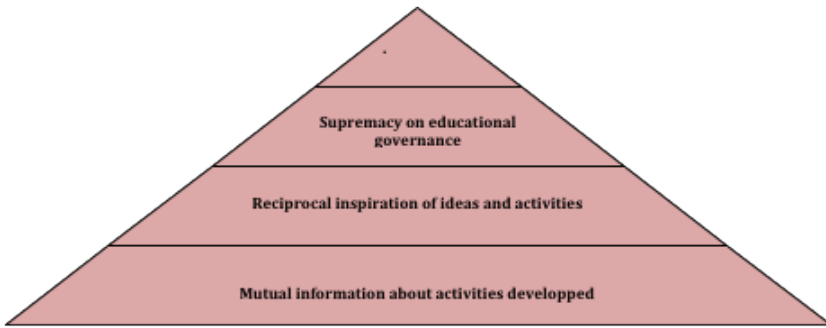 Supremacy on educational
governance
Reciprocal inspiration of ideas and activities
Mutual information about activities developped